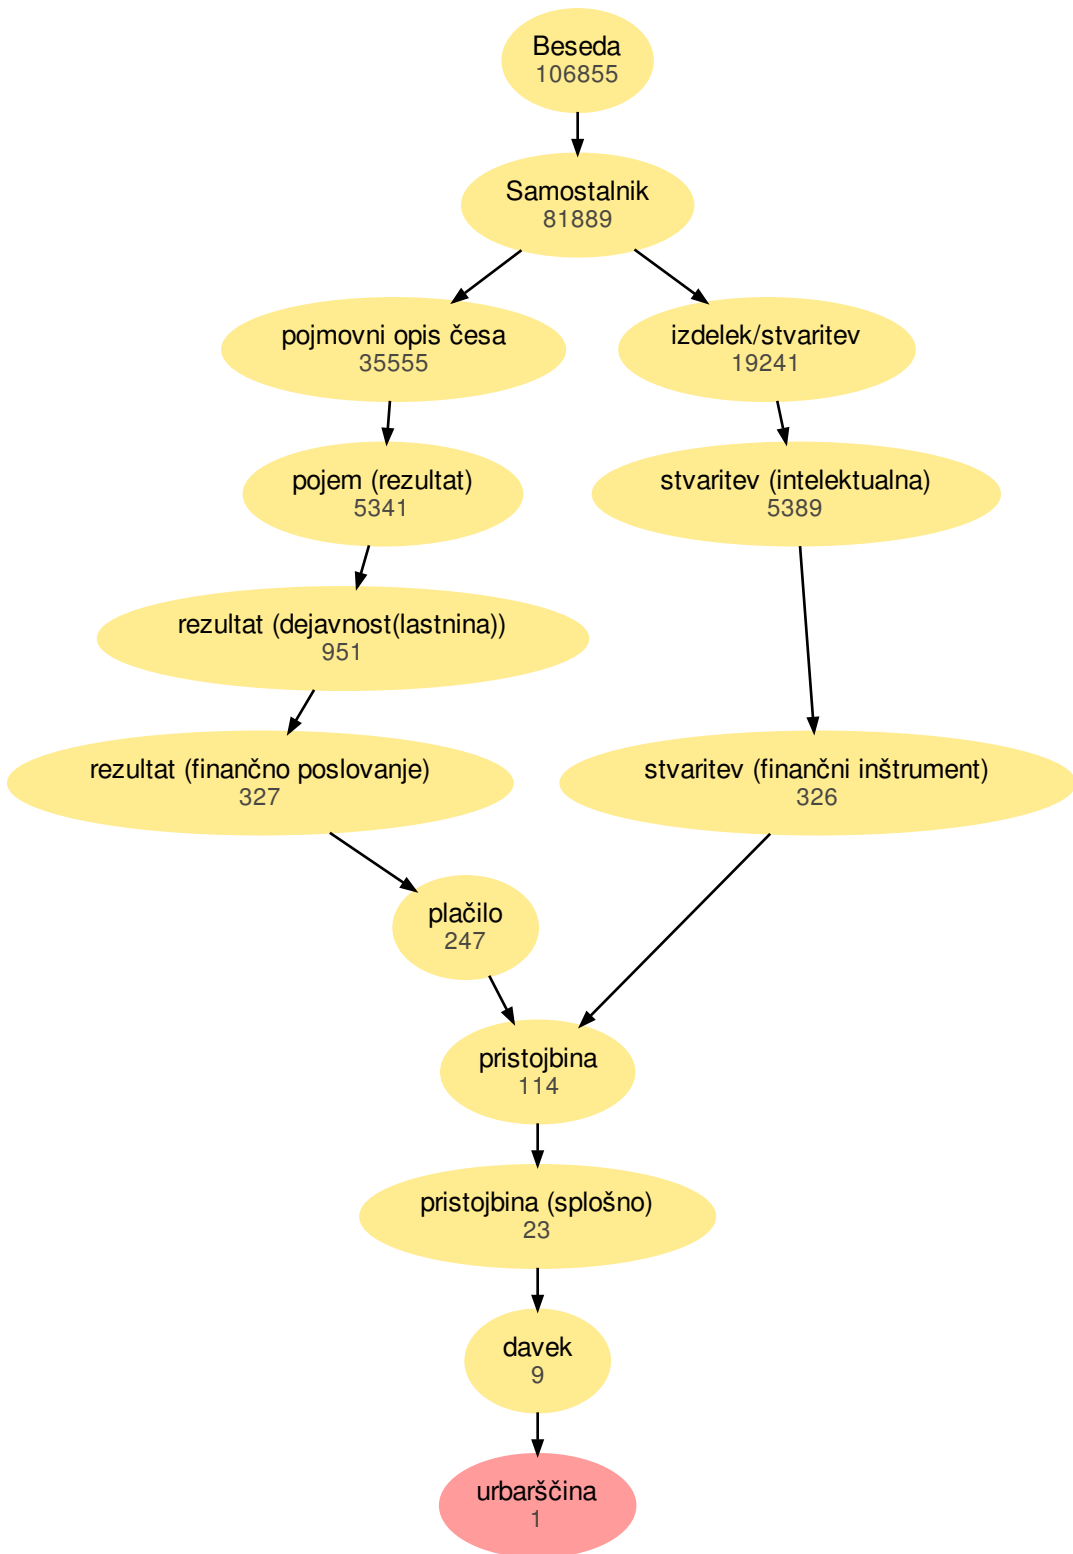 Beseda
106855
Samostalnik
81889
pojmovni opis česa
35555
izdelek/stvaritev
19241
pojem (rezultat)
5341
stvaritev (intelektualna)
5389
rezultat (dejavnost(lastnina))
951
rezultat (finančno poslovanje)
327
stvaritev (finančni inštrument)
326
plačilo
247
pristojbina
114
pristojbina (splošno)
23
davek
9
urbarščina
1